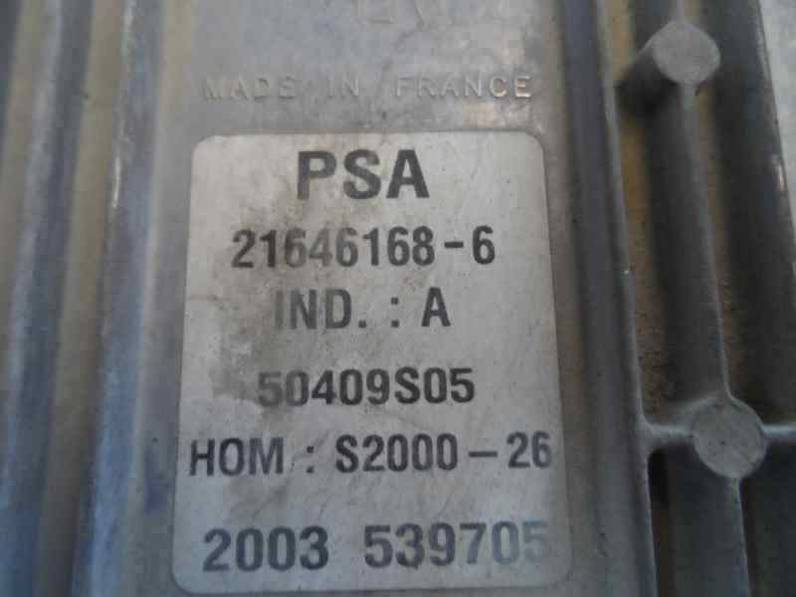 MADE IN FRANCE
PSA
21646168-6
IND. : A
50409S05
HOM : S2000-26
2003 539705